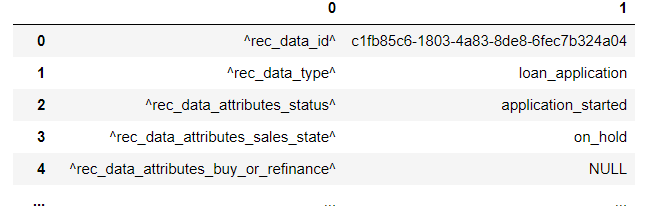 0 1
0 ^rec_data_id^ c1fb85c6-1803-4a83-8de8-6fec7b324a04
1 ^rec_data_type^ loan_application
2 ^rec_data_attributes_status^ application_started
3 ^rec_data_attributes_sales_state^ on_hold
4 ^rec_data_attributes_buy_or_refinance^ NULL
... ... ...